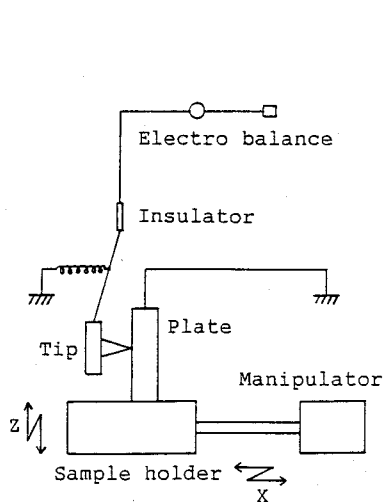 Electro balance
Insulator
Plate
Tip
Manipulator
Z
Sample holder
X